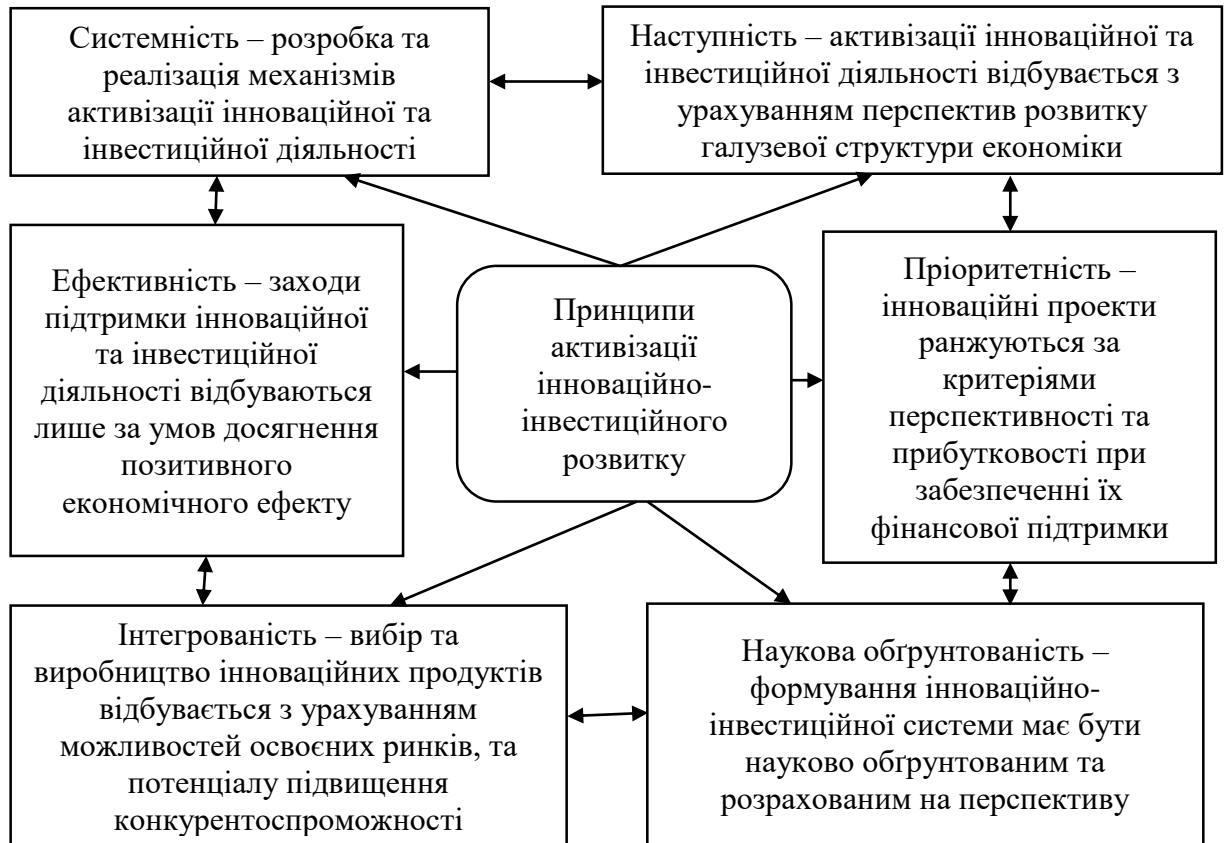 Системність – розробка та
реалізація механізмів
активізації інноваційної та
інвестиційної діяльності
Наступність – активізації інноваційної та
інвестиційної діяльності відбувається з
урахуванням перспектив розвитку
галузевої структури економіки
Ефективність – заходи
підтримки інноваційної
та інвестиційної
діяльності відбуваються
лише за умов досягнення
позитивного
економічного ефекту
Принципи
активізації
інноваційно-
інвестиційного
розвитку
Пріоритетність –
інноваційні проекти
ранжуються за
критеріями
перспективності та
прибутковості при
забезпеченні їх
фінансової підтримки
Інтегрованість – вибір та
виробництво інноваційних продуктів
відбувається з урахуванням
можливостей освоєних ринків, та
потенціалу підвищення
конкурентоспроможності
Наукова обґрунтованість –
формування інноваційно-
інвестиційної системи має бути
науково обґрунтованим та
розрахованим на перспективу